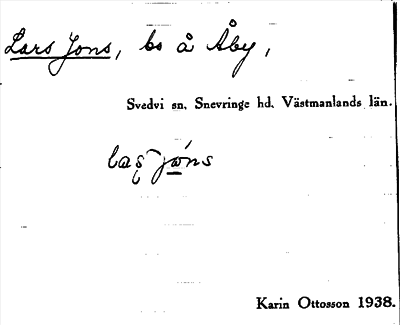 Lars Jons, bo å Åby,
Svedvi sn, Snevringe hd. Västmanlands län.
Karin Ottosson 1938.